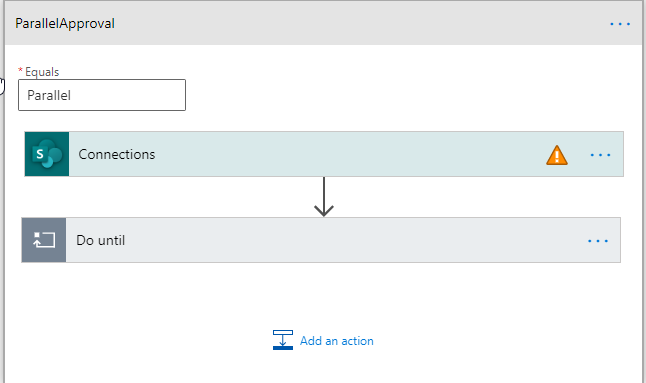 ParallelApproval
* Equals
Parallel
S
Connections
Do until
Add an action